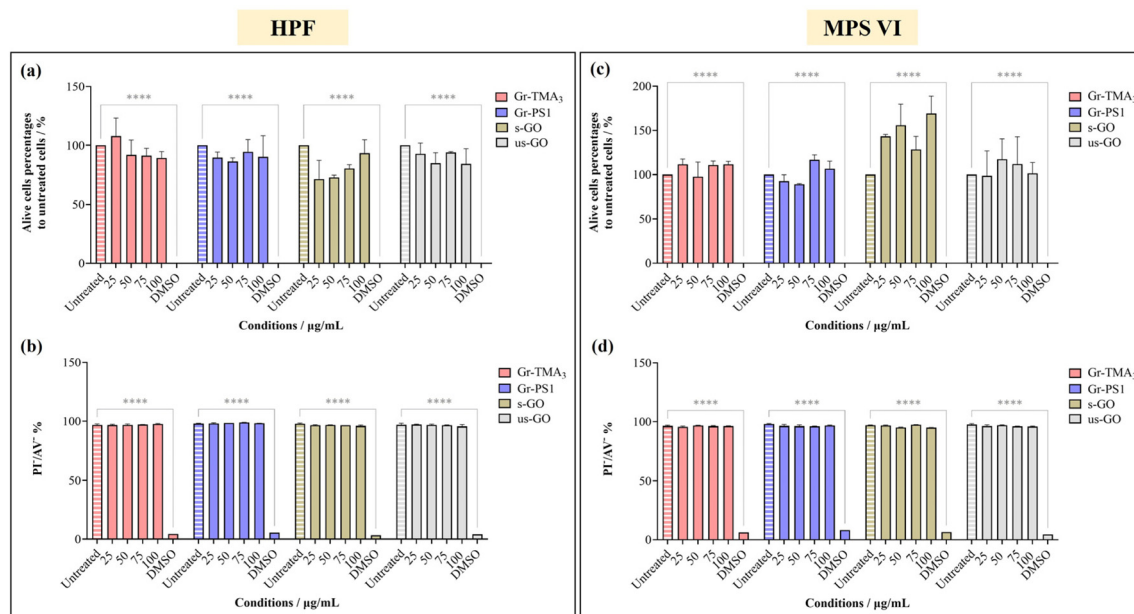 HPF
MPS VI
(a)
150
100
50
0
Alive cells percentages
to untreated cells / %
****
****
****
****
Gr-TMA₃
Gr-PS1
s-GO
us-GO
Untreated 25 50 75 100 DMSO Untreated 25 50 75 100 DMSO Untreated 25 50 75 100 DMSO Untreated 25 50 75 100 DMSO
Conditions / µg/mL
(b)
150
100
50
0
PI⁻/AV⁻ %
****
****
****
****
Gr-TMA₃
Gr-PS1
s-GO
us-GO
Untreated 25 50 75 100 DMSO Untreated 25 50 75 100 DMSO Untreated 25 50 75 100 DMSO Untreated 25 50 75 100 DMSO
Conditions / µg/mL
(c)
200
150
100
50
0
Alive cells percentages
to untreated cells / %
****
****
****
****
Gr-TMA₃
Gr-PS1
s-GO
us-GO
Untreated 25 50 75 100 DMSO Untreated 25 50 75 100 DMSO Untreated 25 50 75 100 DMSO Untreated 25 50 75 100 DMSO
Conditions / µg/mL
(d)
150
100
50
0
PI⁻/AV⁻ %
****
****
****
****
Gr-TMA₃
Gr-PS1
s-GO
us-GO
Untreated 25 50 75 100 DMSO Untreated 25 50 75 100 DMSO Untreated 25 50 75 100 DMSO Untreated 25 50 75 100 DMSO
Conditions / µg/mL